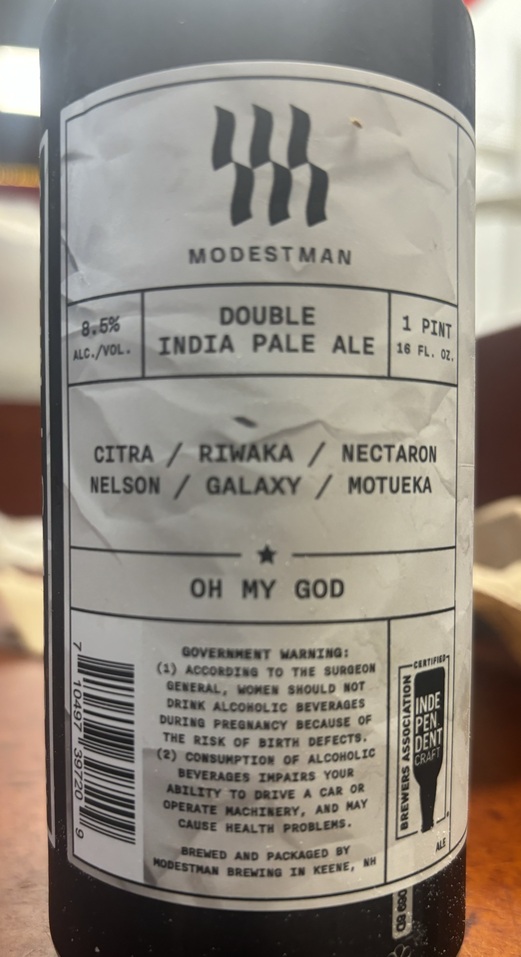 MODESTMAN
8.5%
ALC./VOL.
DOUBLE
INDIA PALE ALE
1 PINT
16 FL. OZ.
CITRA / RIWAKA / NECTARON
NELSON / GALAXY / MOTUEKA
OH MY GOD
7 10497 39720 9
GOVERNMENT WARNING:
(1) ACCORDING TO THE SURGEON
GENERAL, WOMEN SHOULD NOT
DRINK ALCOHOLIC BEVERAGES
DURING PREGNANCY BECAUSE OF
THE RISK OF BIRTH DEFECTS.
(2) CONSUMPTION OF ALCOHOLIC
BEVERAGES IMPAIRS YOUR
ABILITY TO DRIVE A CAR OR
OPERATE MACHINERY, AND MAY
CAUSE HEALTH PROBLEMS.
BREWED AND PACKAGED BY
MODESTMAN BREWING IN KEENE, NH
CERTIFIED
BREWERS ASSOCIATION
INDE
PEN.
DENT
CRAFT
ALE